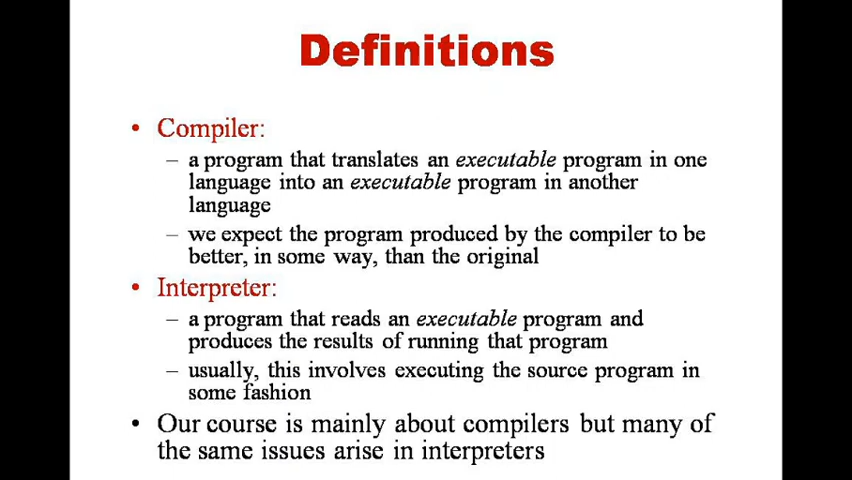 Definitions
• Compiler:
– a program that translates an executable program in one
language into an executable program in another
language
– we expect the program produced by the compiler to be
better, in some way, than the original
• Interpreter:
– a program that reads an executable program and
produces the results of running that program
– usually, this involves executing the source program in
some fashion
• Our course is mainly about compilers but many of
the same issues arise in interpreters